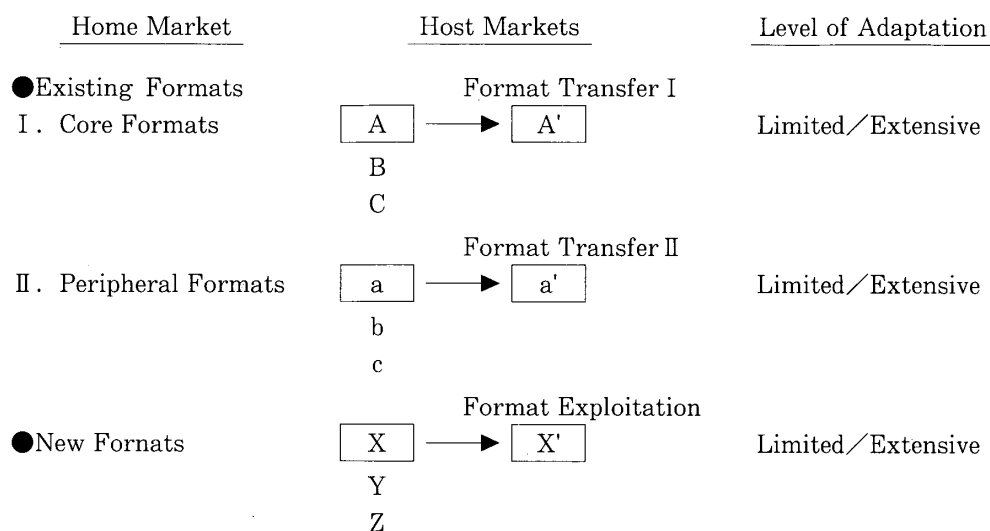 Home Market Host Markets Level of Adaptation
●Existing Formats Format Transfer Ⅰ
Ⅰ. Core Formats A A' Limited／Extensive
B
C
Format Transfer Ⅱ
Ⅱ. Peripheral Formats a a' Limited／Extensive
b
c
Format Exploitation
●New Fornats X X' Limited／Extensive
Y
Z